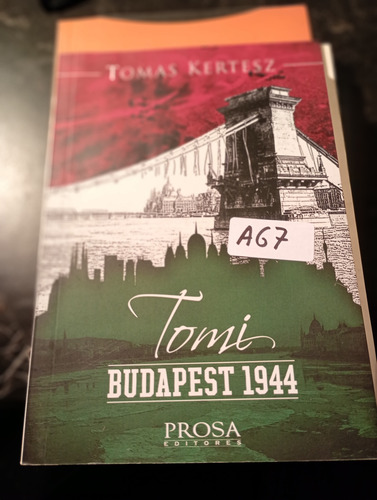 TOMAS KERTESZ
A67
Tomi
BUDAPEST 1944
PROSA
EDITORES